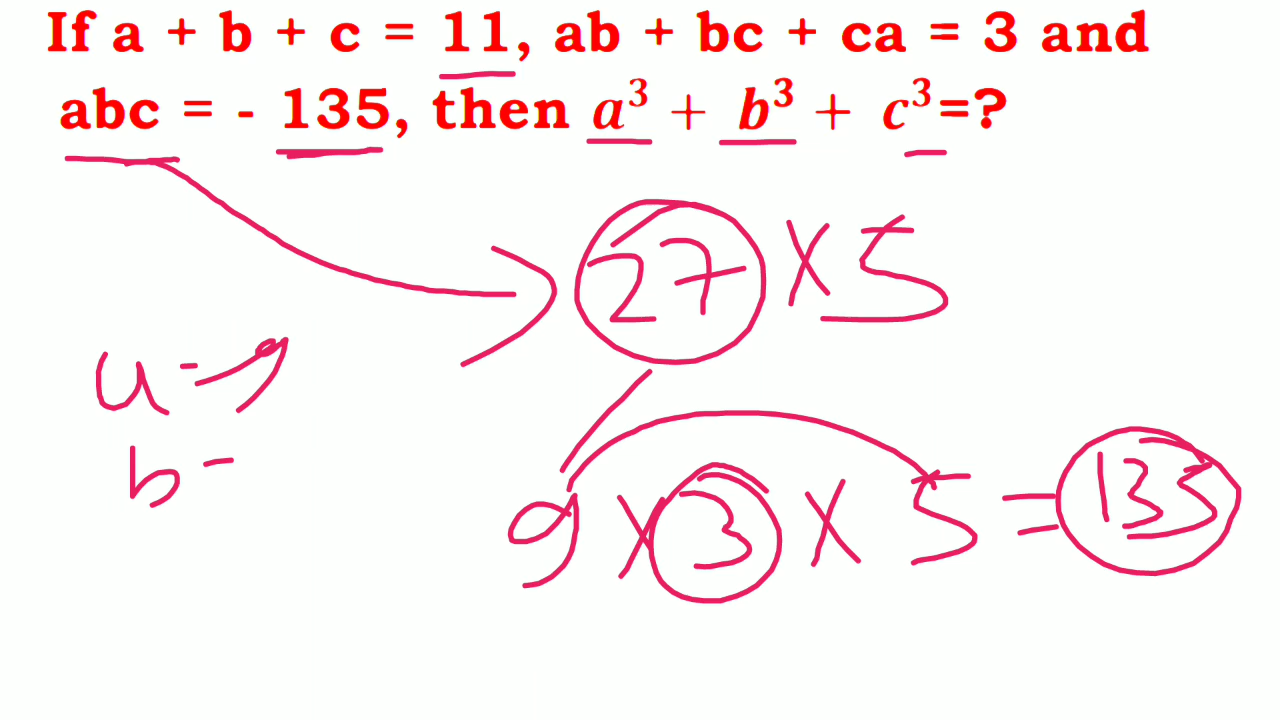 If a + b + c = 11, ab + bc + ca = 3 and
abc = - 135, then a³ + b³ + c³=?
27 × 5
a -
b -
9 × 3 × 5 = 135